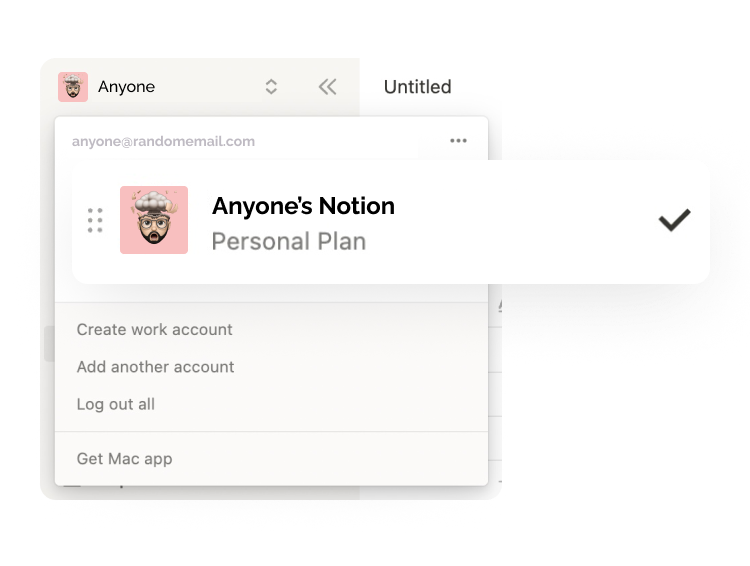 Anyone
Untitled
anyone@randomemail.com
Anyone's Notion
Personal Plan
Create work account
Add another account
Log out all
Get Mac app